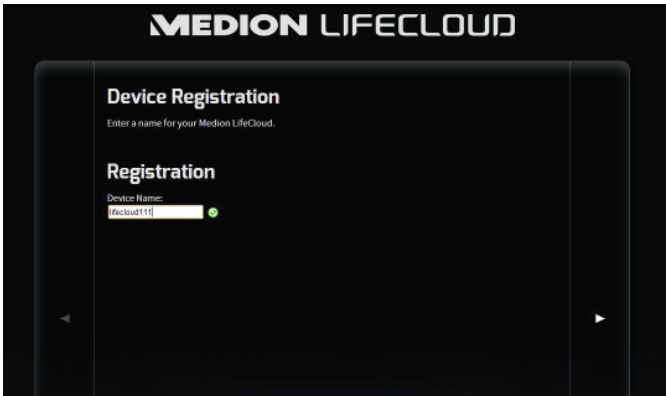 MEDION LIFECLOUD
Device Registration
Enter a name for your Medion LifeCloud.
Registration
Device Name:
lifecloud111